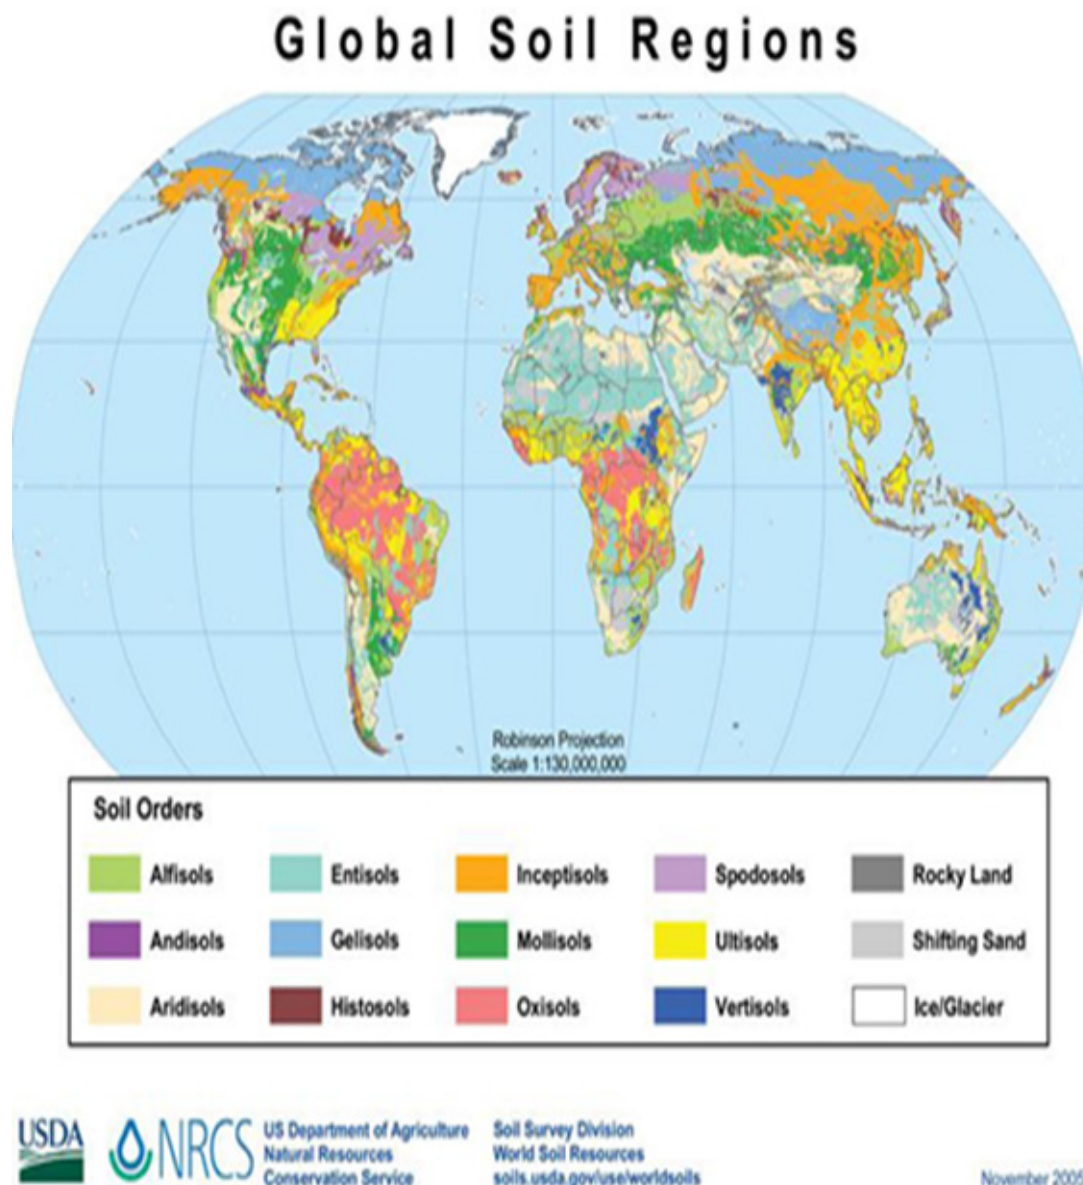 Global Soil Regions
Robinson Projection
Scale 1:130,000,000
Soil Orders
Alfisols Entisols Inceptisols Spodosols Rocky Land
Andisols Gelisols Mollisols Ultisols Shifting Sand
Aridisols Histosols Oxisols Vertisols Ice/Glacier
USDA NRCS
US Department of Agriculture
Natural Resources
Conservation Service
Soil Survey Division
World Soil Resources
soils.usda.gov/use/worldsoils
November 2005